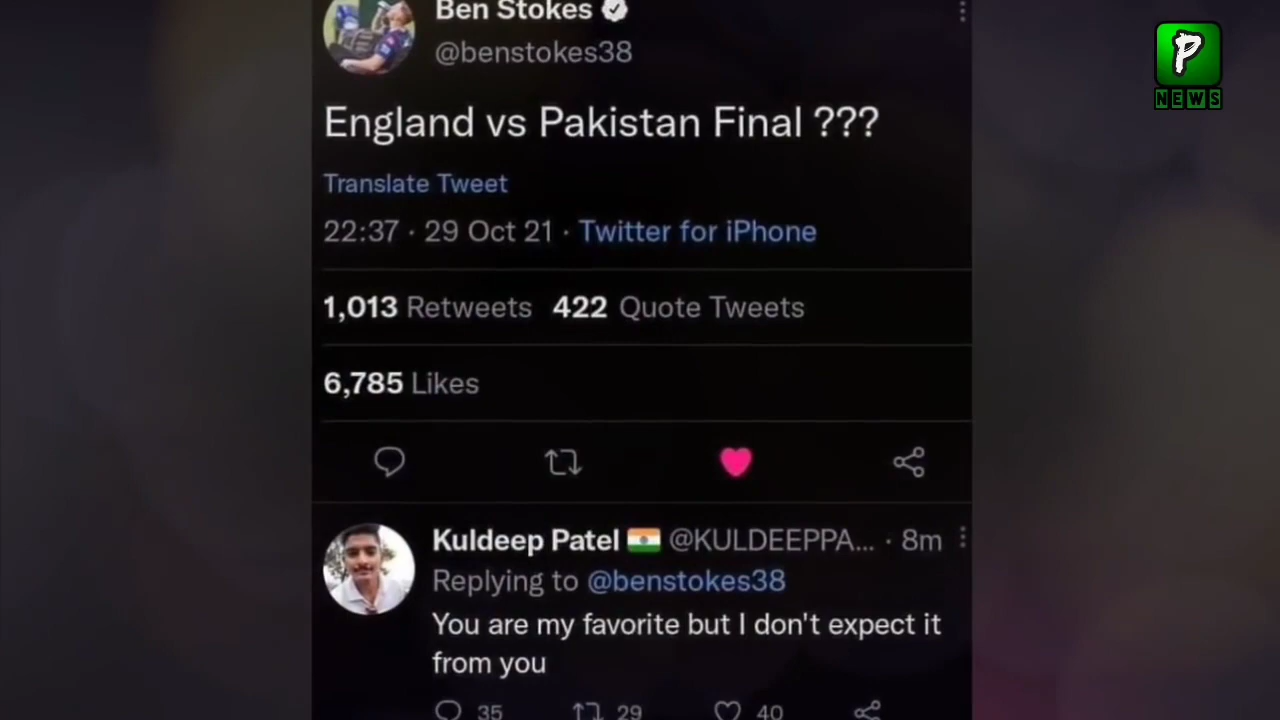 Ben Stokes
@benstokes38
P
NEWS
England vs Pakistan Final ???
Translate Tweet
22:37 · 29 Oct 21 · Twitter for iPhone
1,013 Retweets 422 Quote Tweets
6,785 Likes
Kuldeep Patel 🇮🇳 @KULDEEPPA... · 8m
Replying to @benstokes38
You are my favorite but I don't expect it
from you
35 29 40